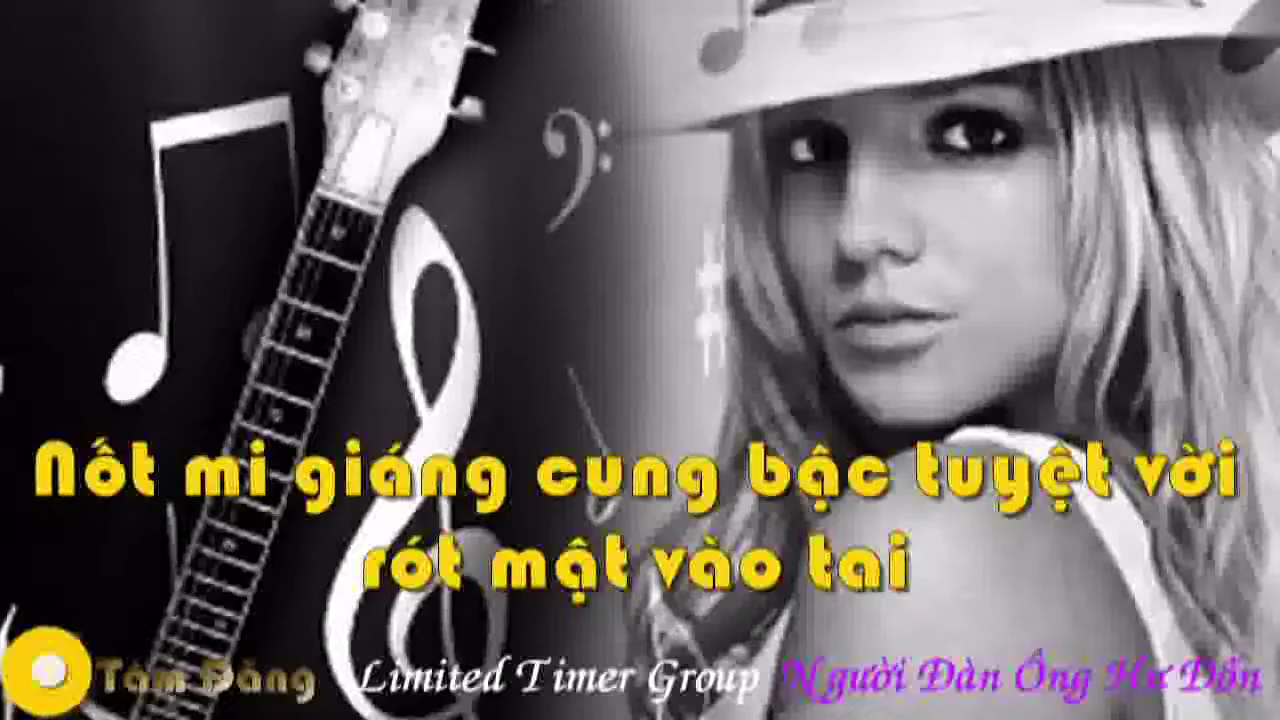 Nốt mi giáng cung bậc tuyệt vời
rót mật vào tai
Tâm Đăng Limited Timer Group Người Đàn Ông Hư Đốn